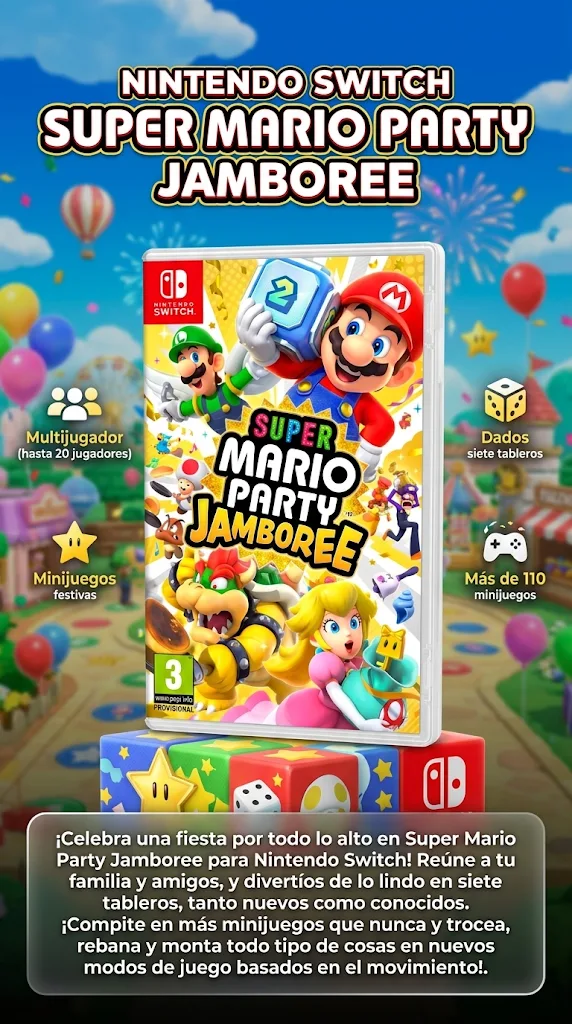 NINTENDO SWITCH
SUPER MARIO PARTY
JAMBOREE
NINTENDO
SWITCH.
SUPER
MARIO
PARTY
JAMBOREE
Multijugador
(hasta 20 jugadores)
Dados
siete tableros
Minijuegos
festivas
Más de 110
minijuegos
3
PROVISIONAL
¡Celebra una fiesta por todo lo alto en Super Mario
Party Jamboree para Nintendo Switch! Reúne a tu
familia y amigos, y divertíos de lo lindo en siete
tableros, tanto nuevos como conocidos.
¡Compite en más minijuegos que nunca y trocea,
rebana y monta todo tipo de cosas en nuevos
modos de juego basados en el movimiento!.